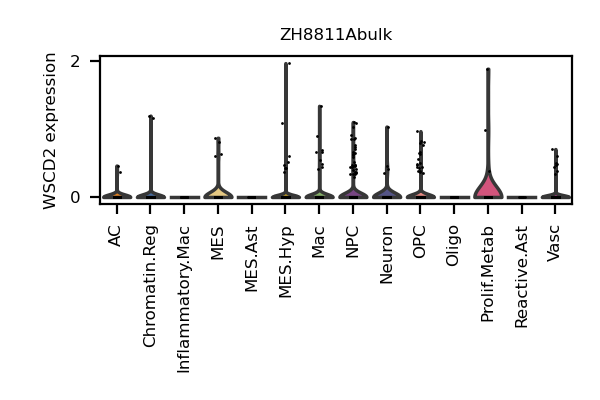 ZH8811Abulk
WSCD2 expression
2
0
AC
Chromatin.Reg
Inflammatory.Mac
MES
MES.Ast
MES.Hyp
Mac
NPC
Neuron
OPC
Oligo
Prolif.Metab
Reactive.Ast
Vasc